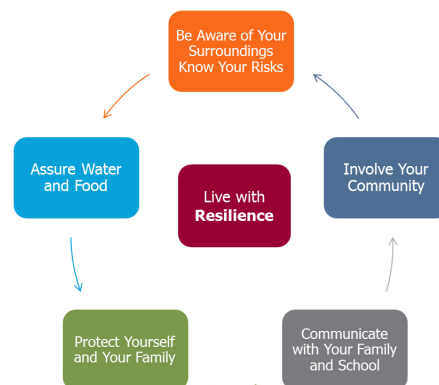 Be Aware of Your
Surroundings
Know Your Risks
Assure Water
and Food
Live with
Resilience
Involve Your
Community
Protect Yourself
and Your Family
Communicate
with Your Family
and School